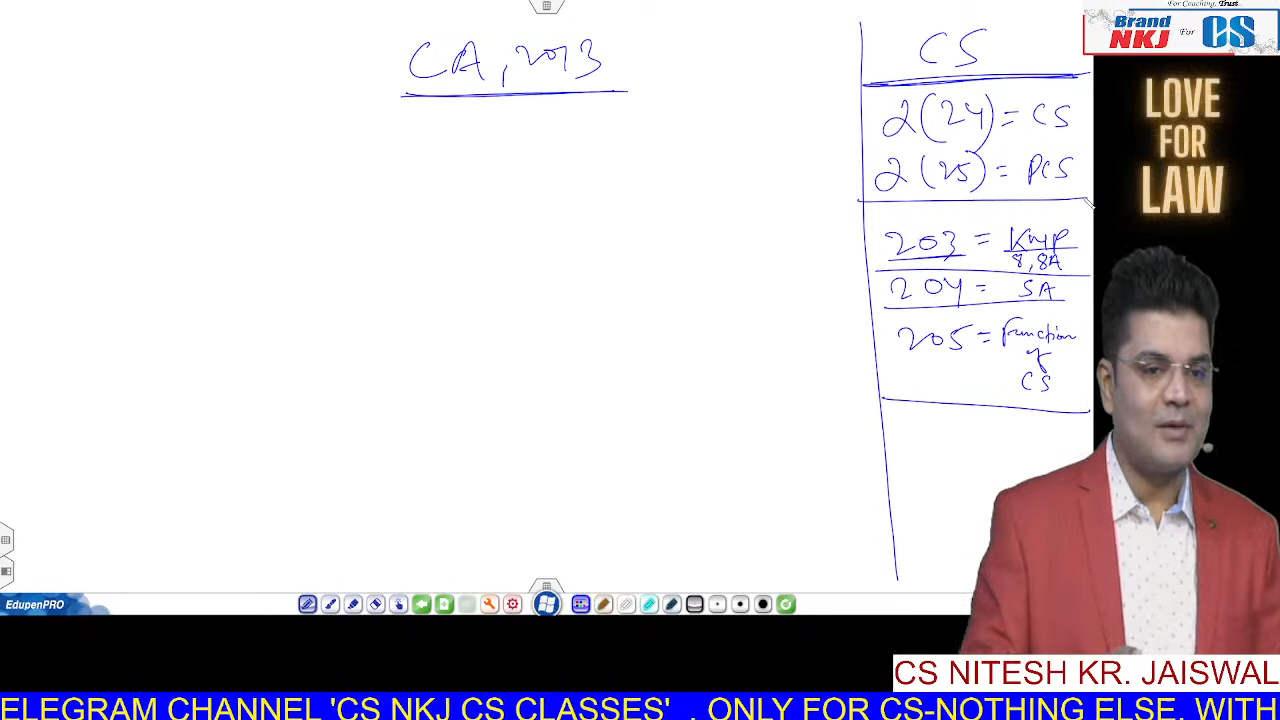 For Coaching, Trust...
Brand
NKJ For CS
CA, 2013
CS
2(24) = CS
2(25) = PCS
203 = KMP
8, 8A
204 = SA
205 = Function
of
CS
LOVE
FOR
LAW
EdupenPRO
CS NITESH KR. JAISWAL
ELEGRAM CHANNEL 'CS NKJ CS CLASSES' , ONLY FOR CS-NOTHING ELSE, WITH